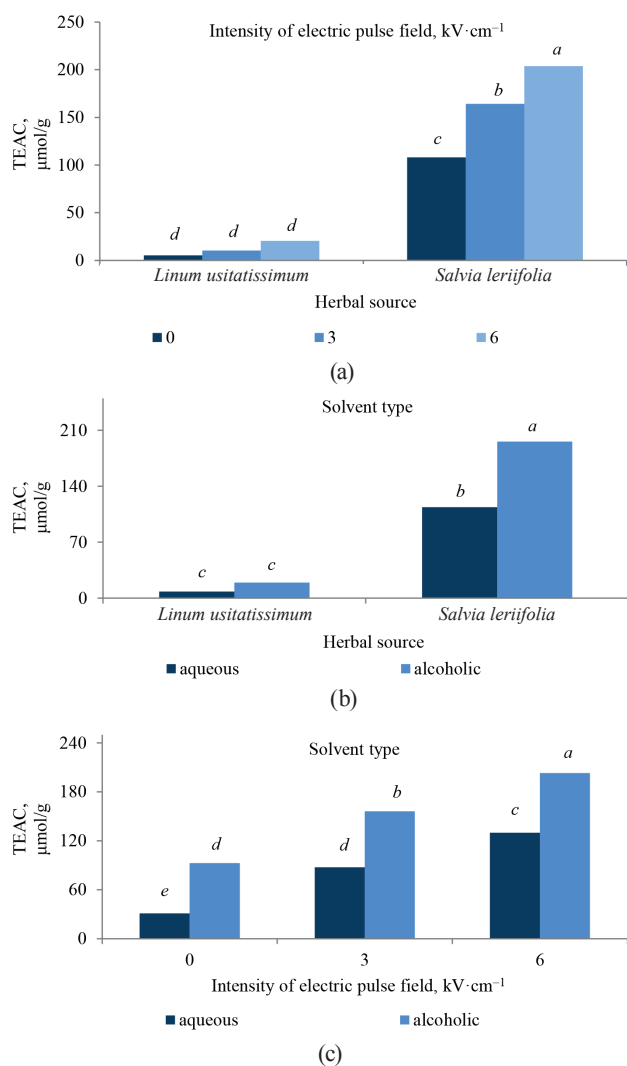 Intensity of electric pulse field, kV·cm⁻¹
TEAC,
µmol/g
250
200
150
100
50
0
a
b
c
d d d
Linum usitatissimum Salvia leriifolia
Herbal source
0 3 6
(a)
Solvent type
TEAC,
µmol/g
210
140
70
0
a
b
c c
Linum usitatissimum Salvia leriifolia
Herbal source
aqueous alcoholic
(b)
Solvent type
TEAC,
µmol/g
240
180
120
60
0
a
b
c
d d
e
0 3 6
Intensity of electric pulse field, kV·cm⁻¹
aqueous alcoholic
(c)